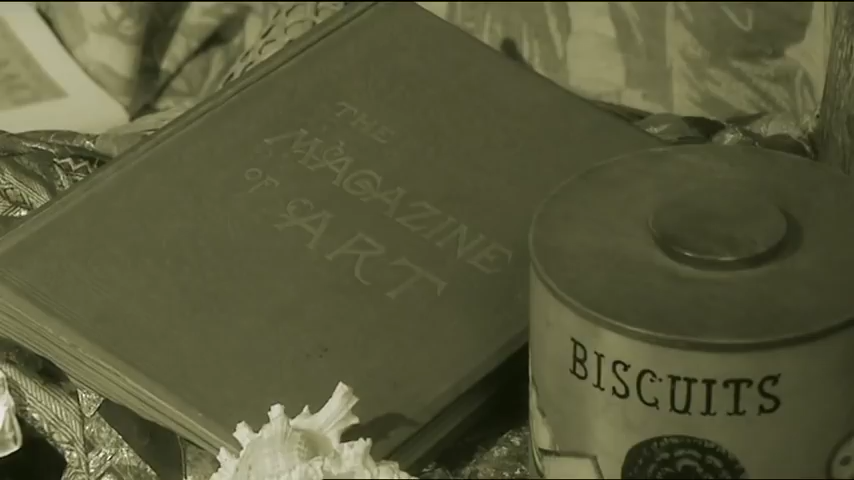 THE
MAGAZINE
OF
ART
BISCUITS